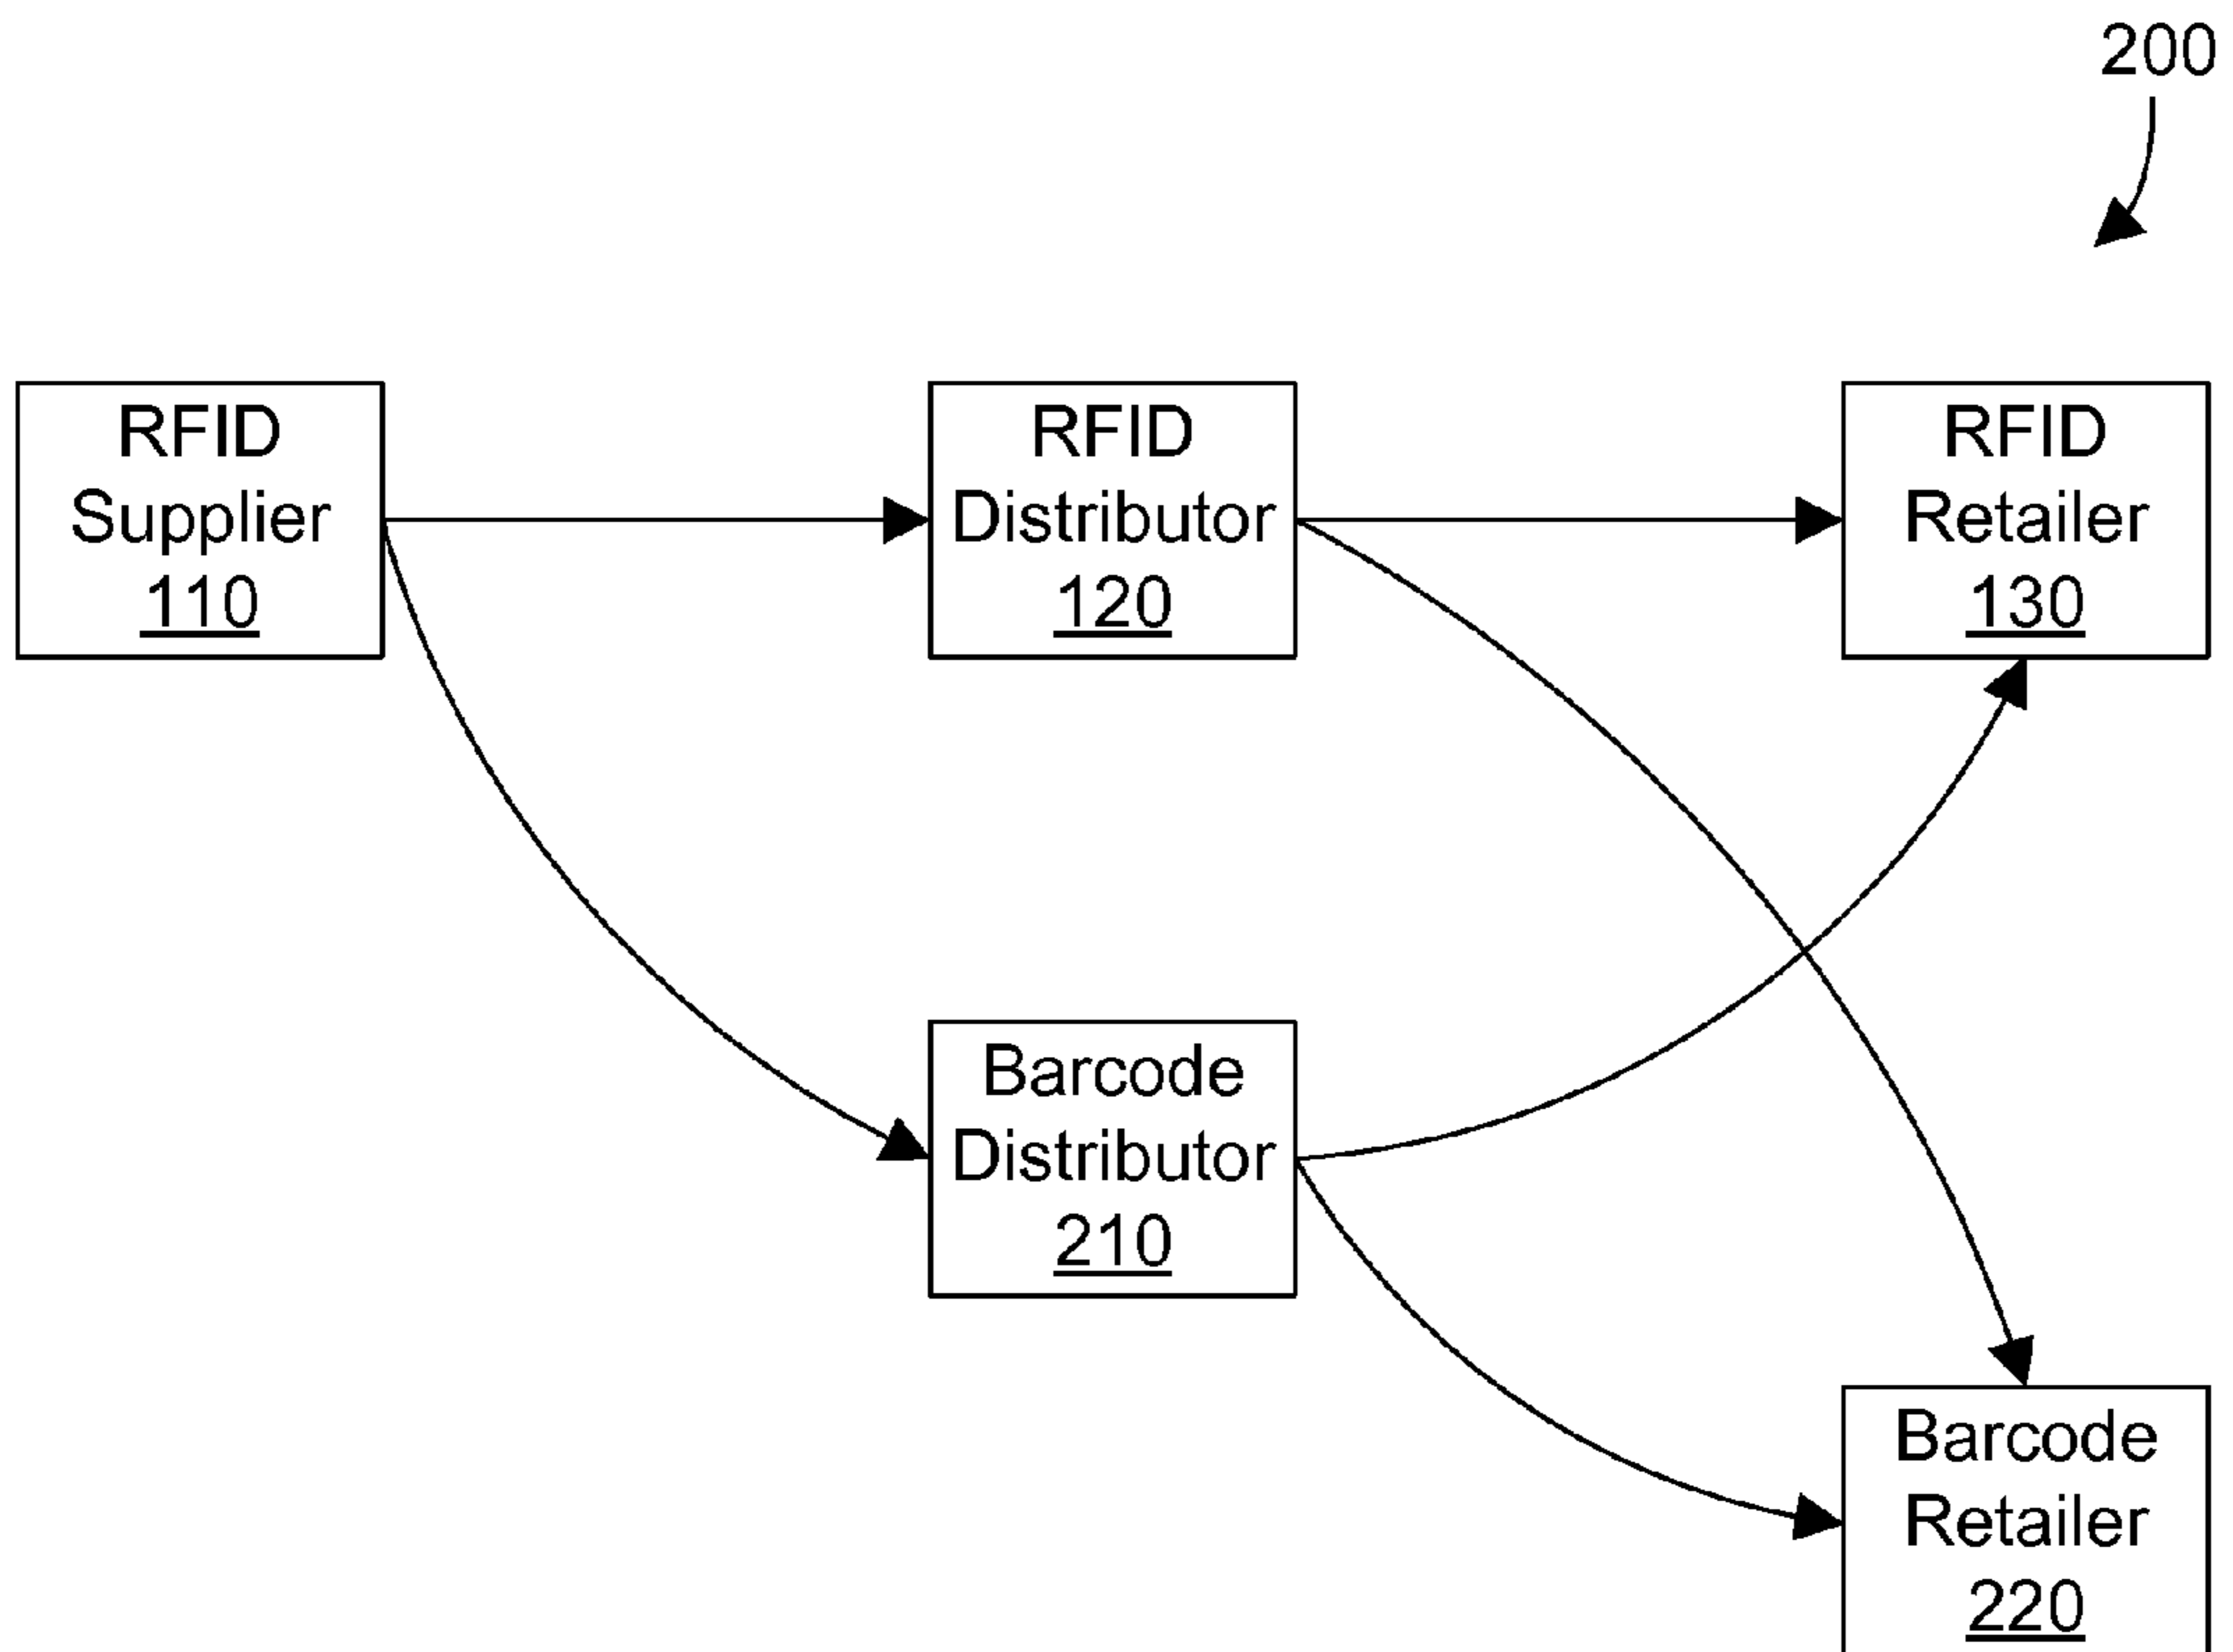 200
RFID
Supplier
110
RFID
Distributor
120
RFID
Retailer
130
Barcode
Distributor
210
Barcode
Retailer
220